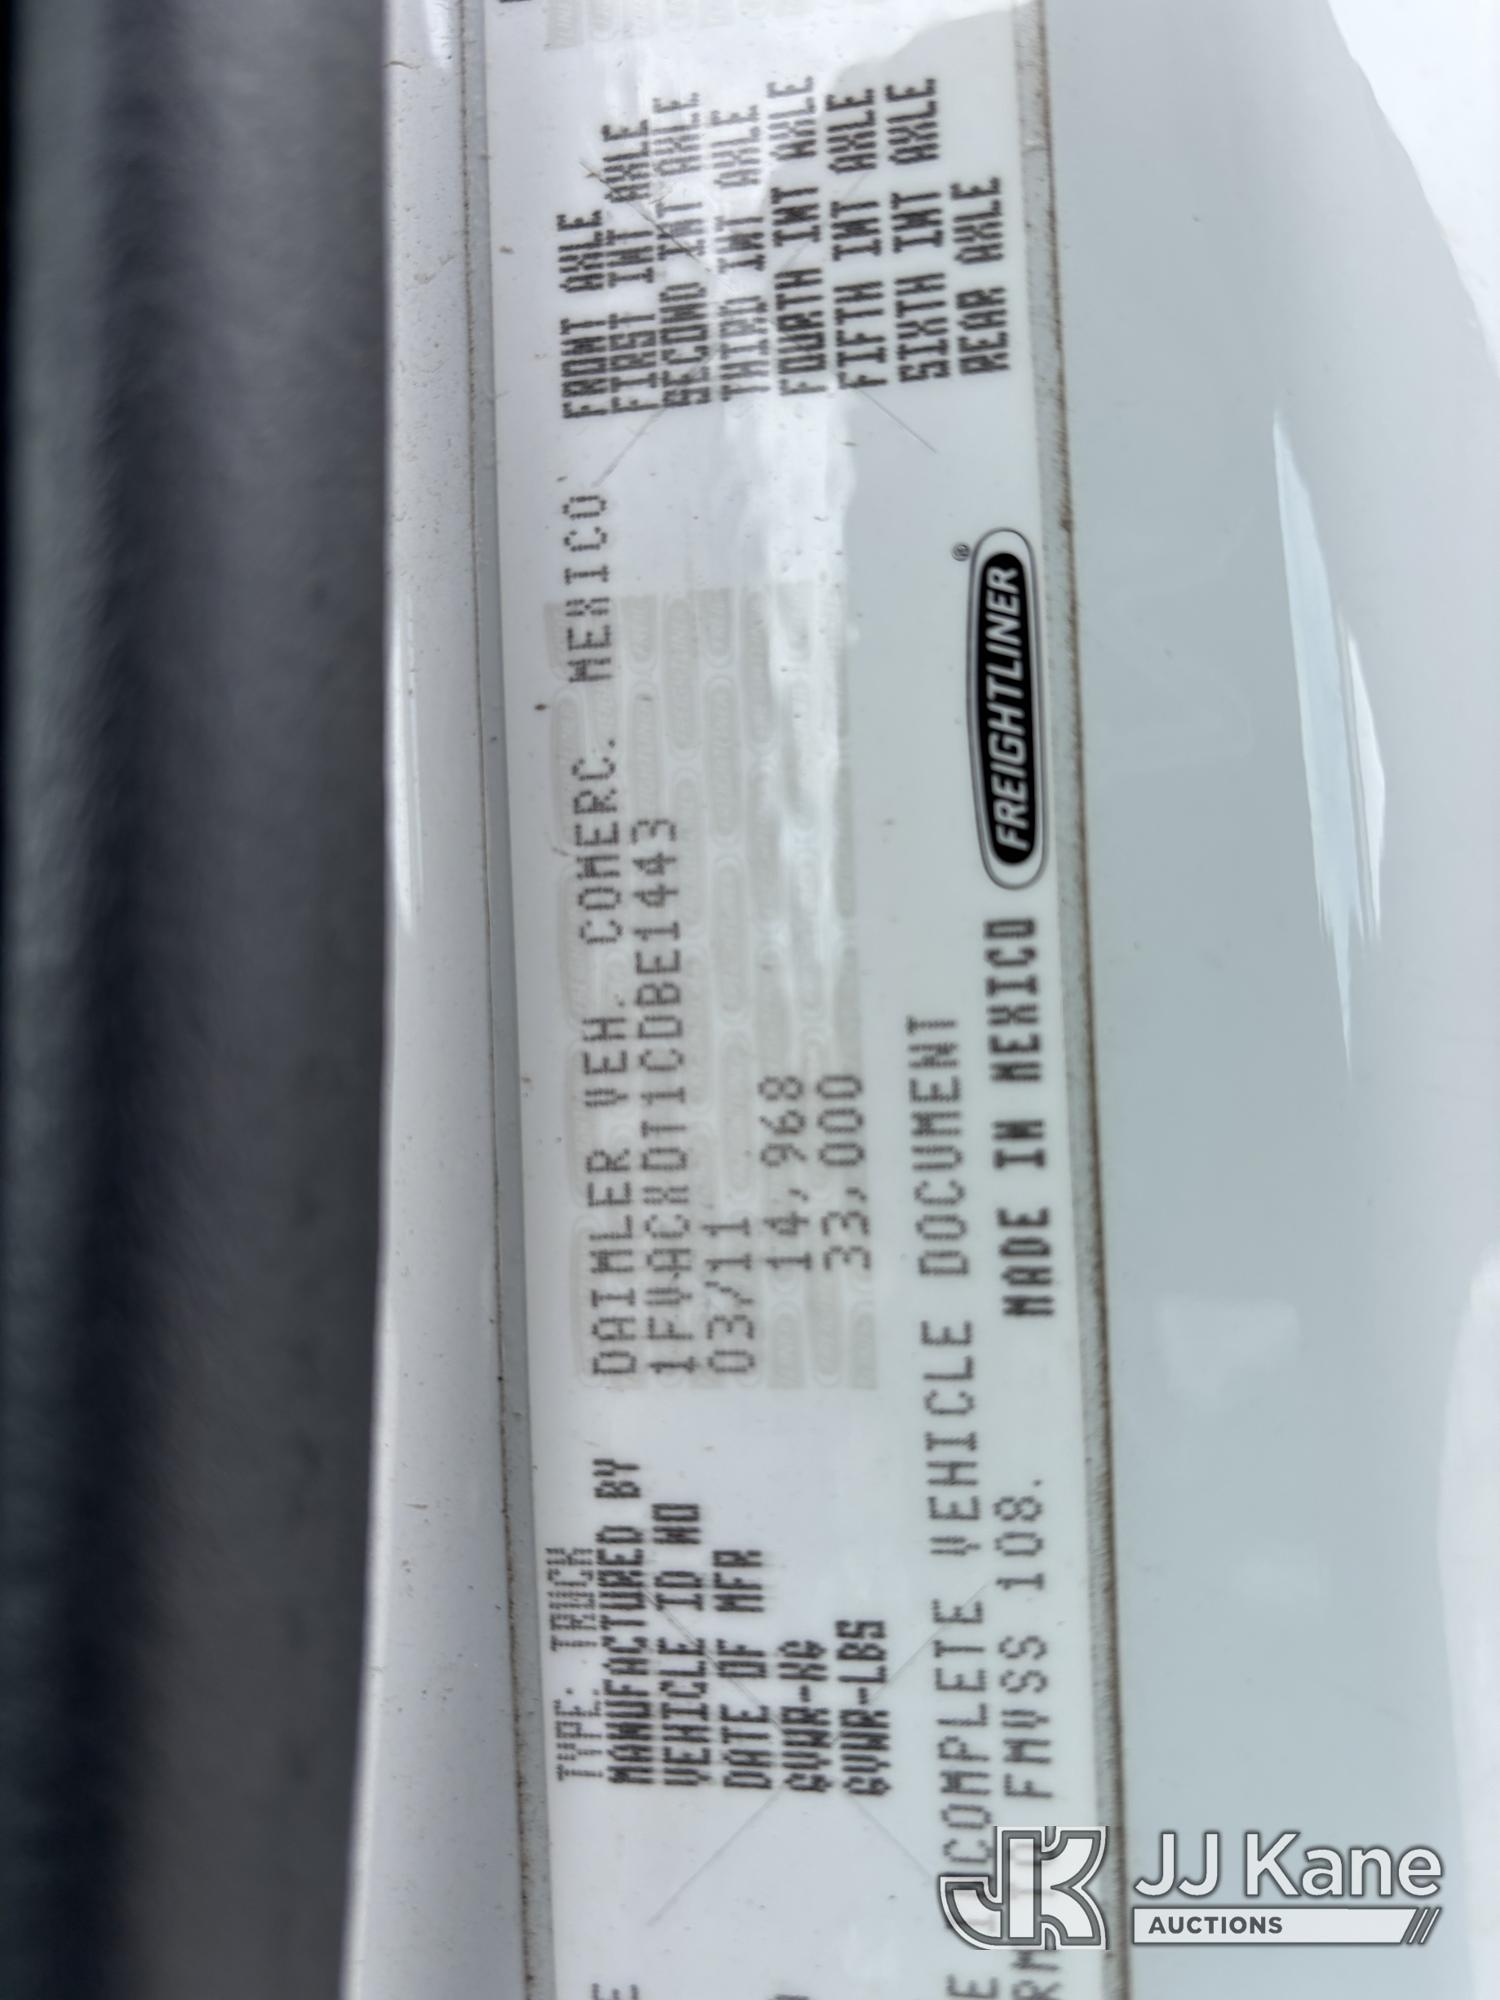 TYPE: TRUCK
MANUFACTURED BY DAIMLER VEH. COMERC. MEXICO
VEHICLE ID NO 1FVACXDT1CDBE1443
DATE OF MFR 03/11
GVWR-KG 14,968
GVWR-LBS 33,000
FRONT AXLE
FIRST INT AXLE
SECOND INT AXLE
THIRD INT AXLE
FOURTH INT AXLE
FIFTH INT AXLE
SIXTH INT AXLE
REAR AXLE
INCOMPLETE VEHICLE DOCUMENT
FMVSS 108.
MADE IN MEXICO FREIGHTLINER®
JK JJ Kane
AUCTIONS